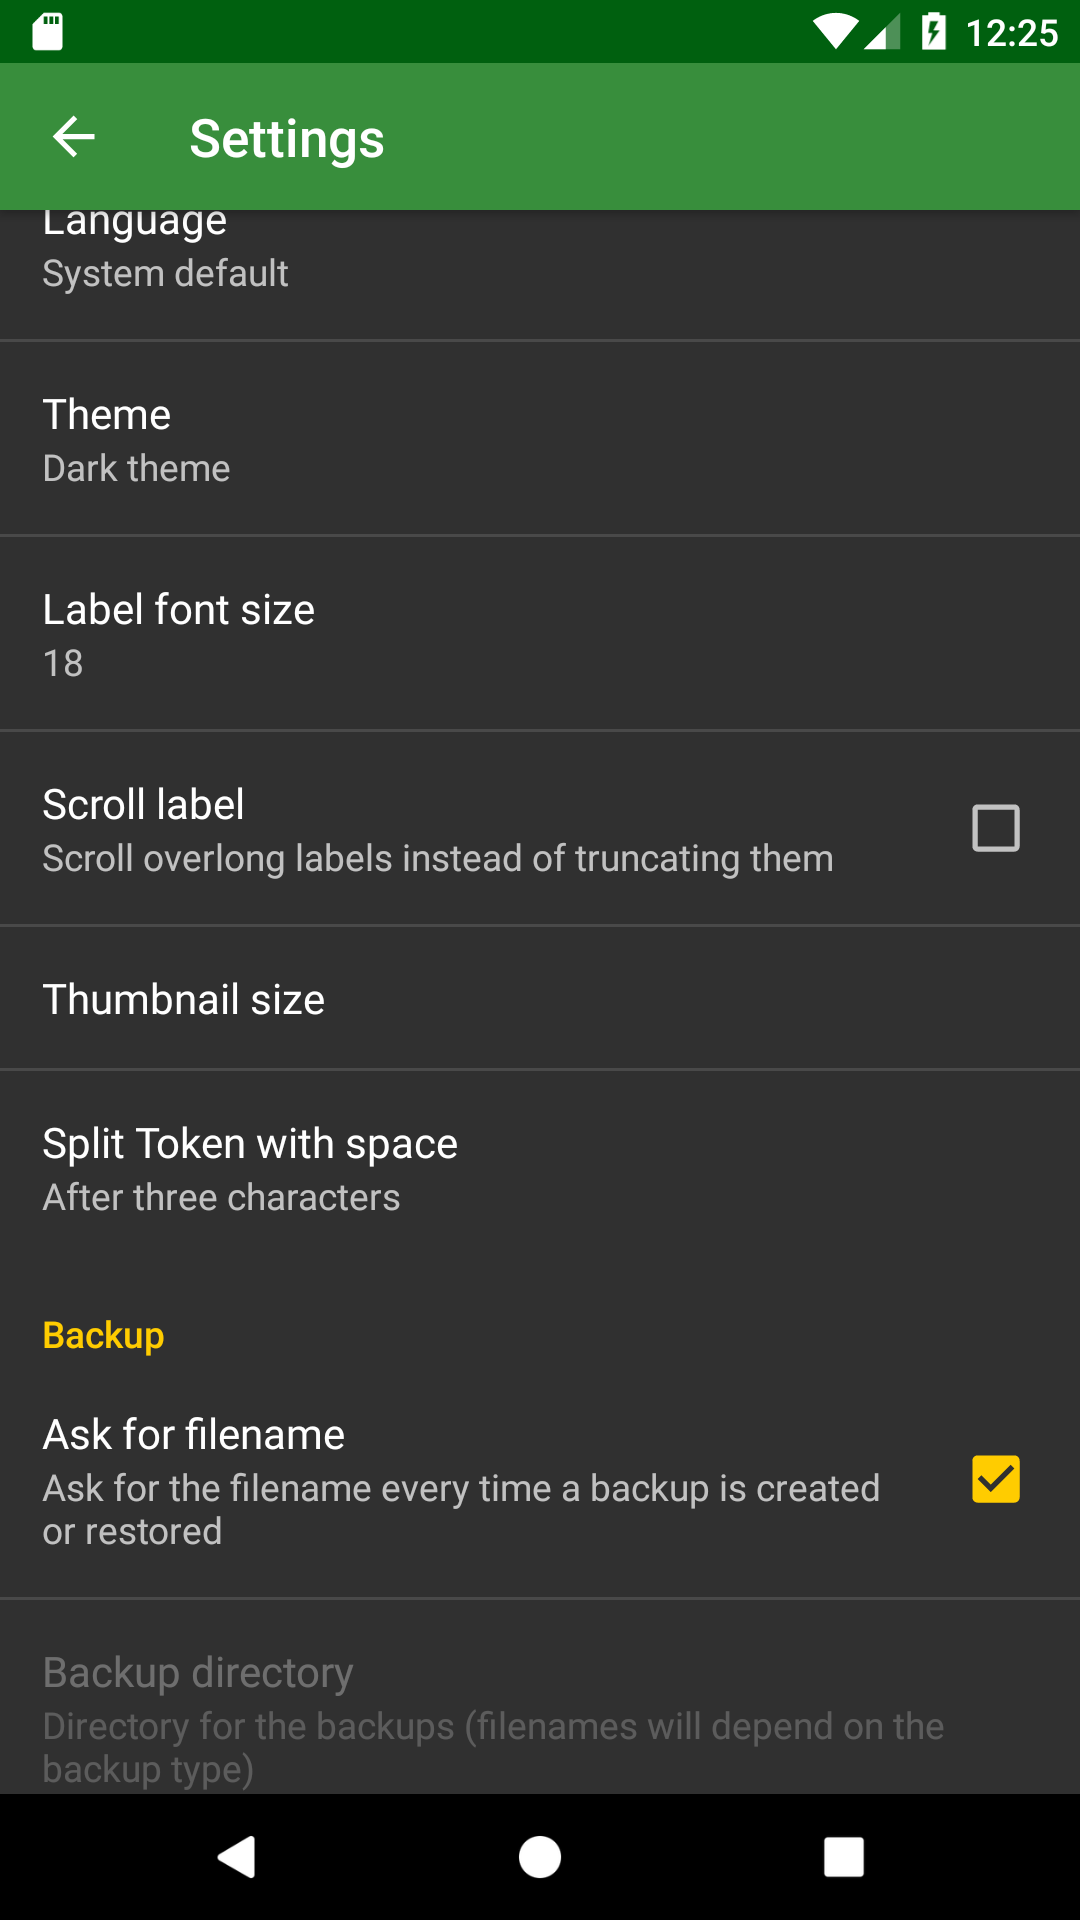 12:25
Settings
Language
System default
Theme
Dark theme
Label font size
18
Scroll label
Scroll overlong labels instead of truncating them
Thumbnail size
Split Token with space
After three characters
Backup
Ask for filename
Ask for the filename every time a backup is created
or restored
Backup directory
Directory for the backups (filenames will depend on the
backup type)